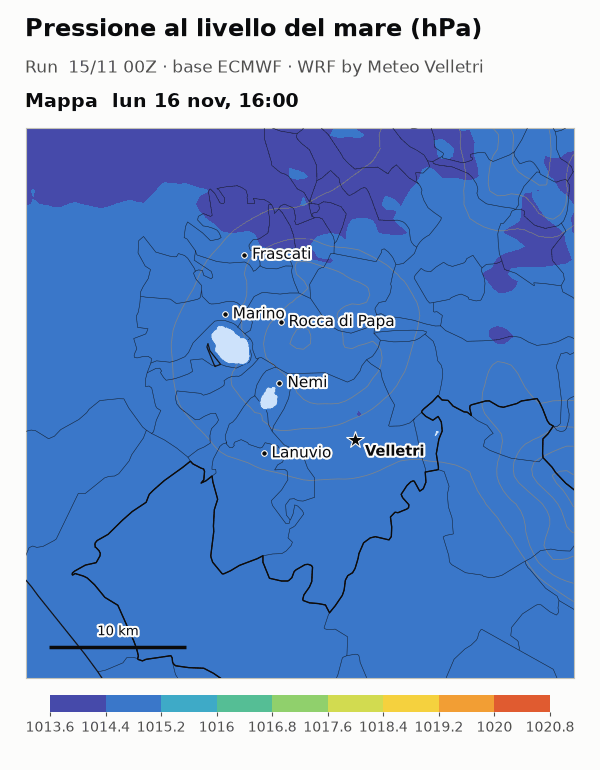 Pressione al livello del mare (hPa)
Run  15/11 00Z · base ECMWF · WRF by Meteo Velletri
Mappa  lun 16 nov, 16:00
Frascati
Marino
Rocca di Papa
Nemi
Lanuvio
Velletri
10 km
1013.6 1014.4 1015.2 1016 1016.8 1017.6 1018.4 1019.2 1020 1020.8